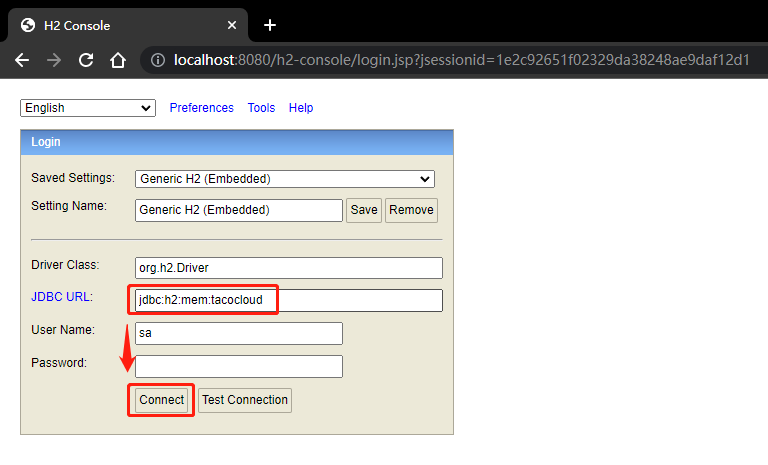 H2 Console
localhost:8080/h2-console/login.jsp?jsessionid=1e2c92651f02329da38248ae9daf12d1
English Preferences Tools Help
Login
Saved Settings: Generic H2 (Embedded)
Setting Name: Generic H2 (Embedded) Save Remove
Driver Class: org.h2.Driver
JDBC URL: jdbc:h2:mem:tacocloud
User Name: sa
Password:
Connect Test Connection